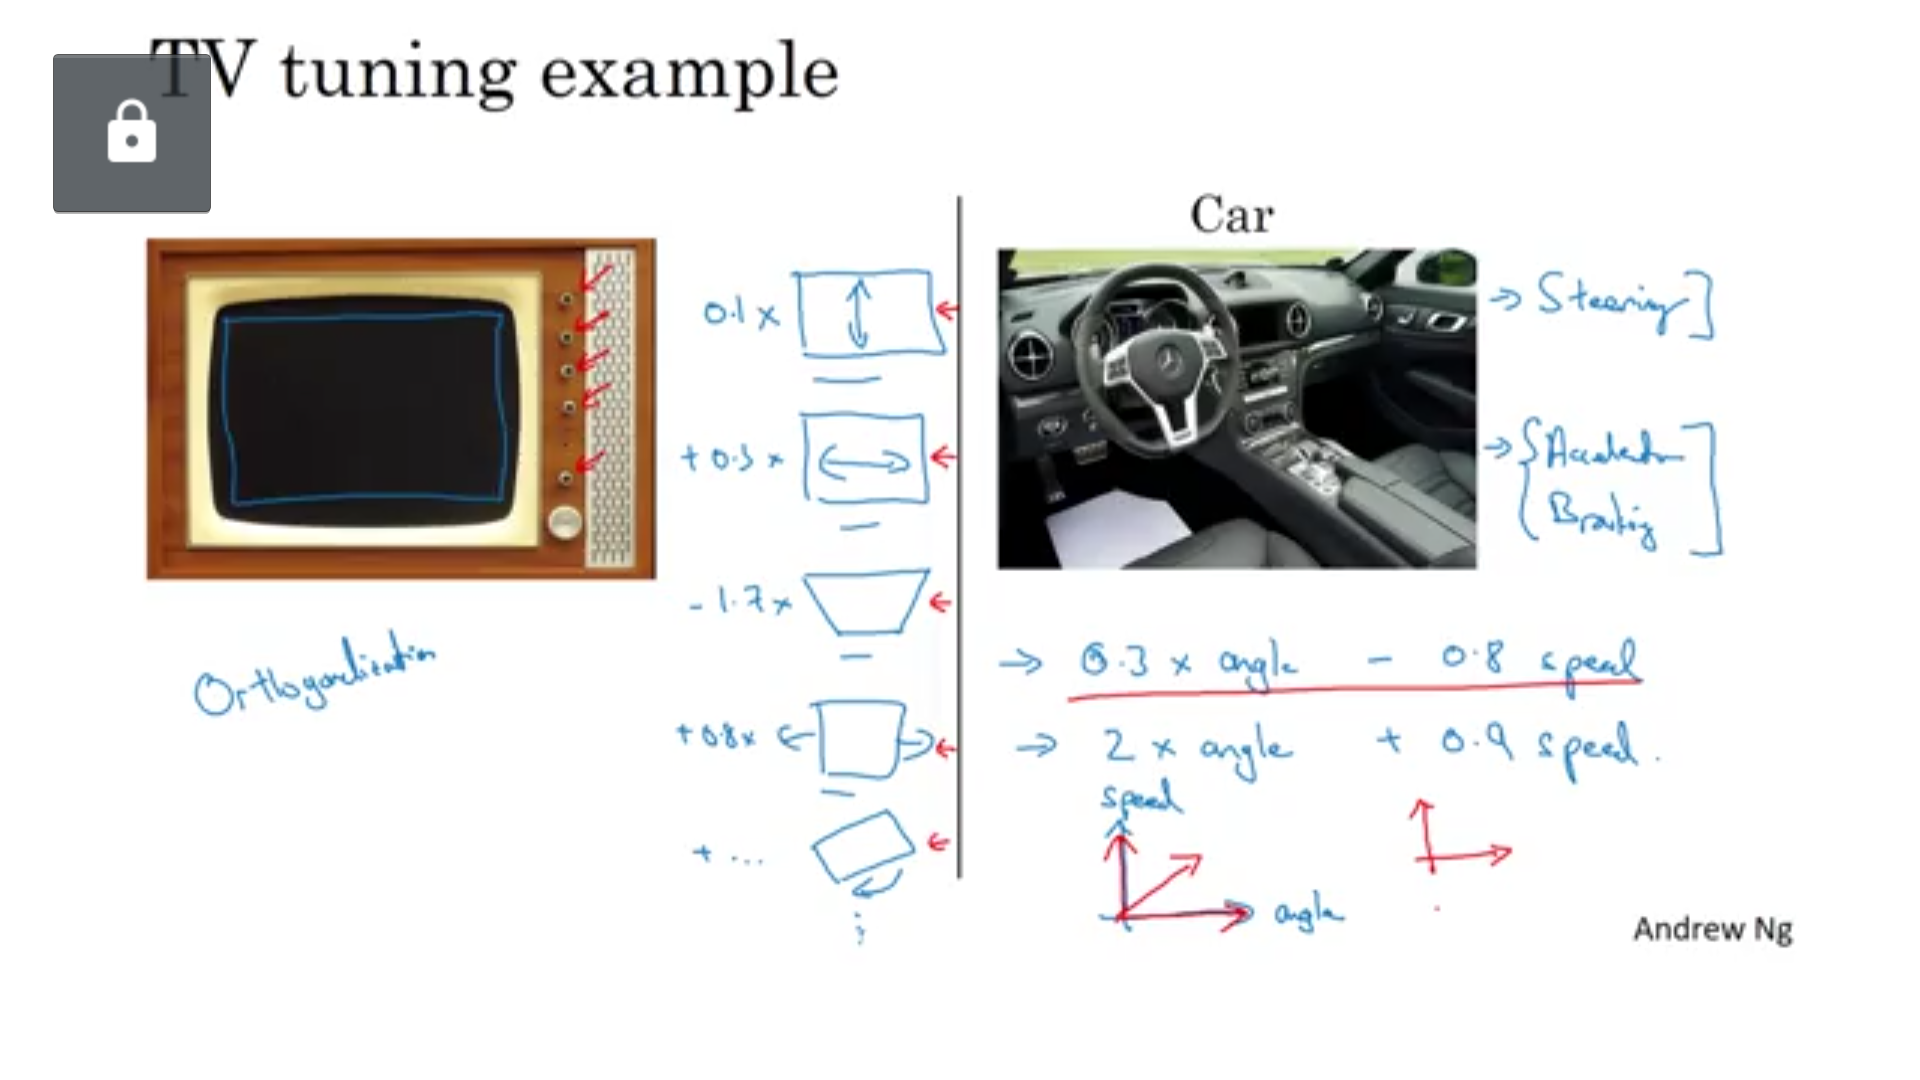 TV tuning example
Car
0.1 x
+ 0.3 x
- 1.7 x
+ 0.8 x
+ ...
Orthogonalization
→ Steering ]
→ { Acceleration
Braking ]
→ 0.3 x angle - 0.8 speed
→ 2 x angle + 0.9 speed.
speed
angle
Andrew Ng